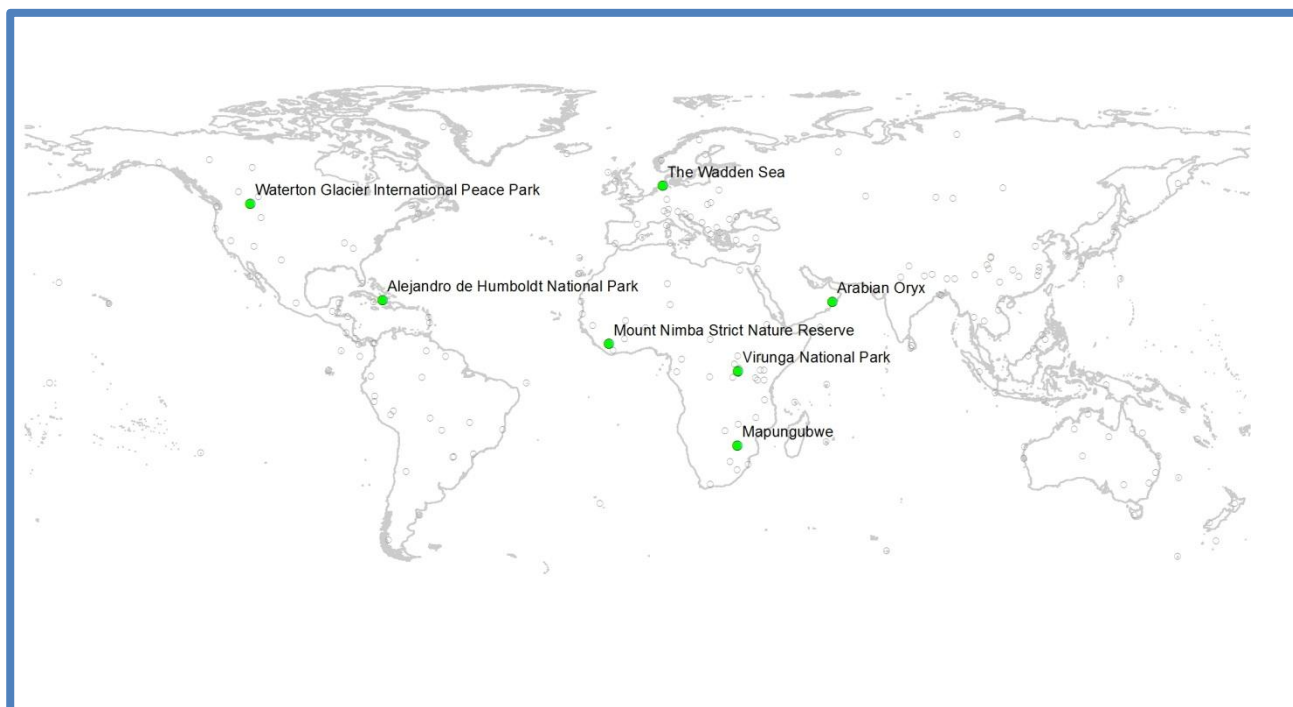 The Wadden Sea
Waterton Glacier International Peace Park
Alejandro de Humboldt National Park
Arabian Oryx
Mount Nimba Strict Nature Reserve
Virunga National Park
Mapungubwe